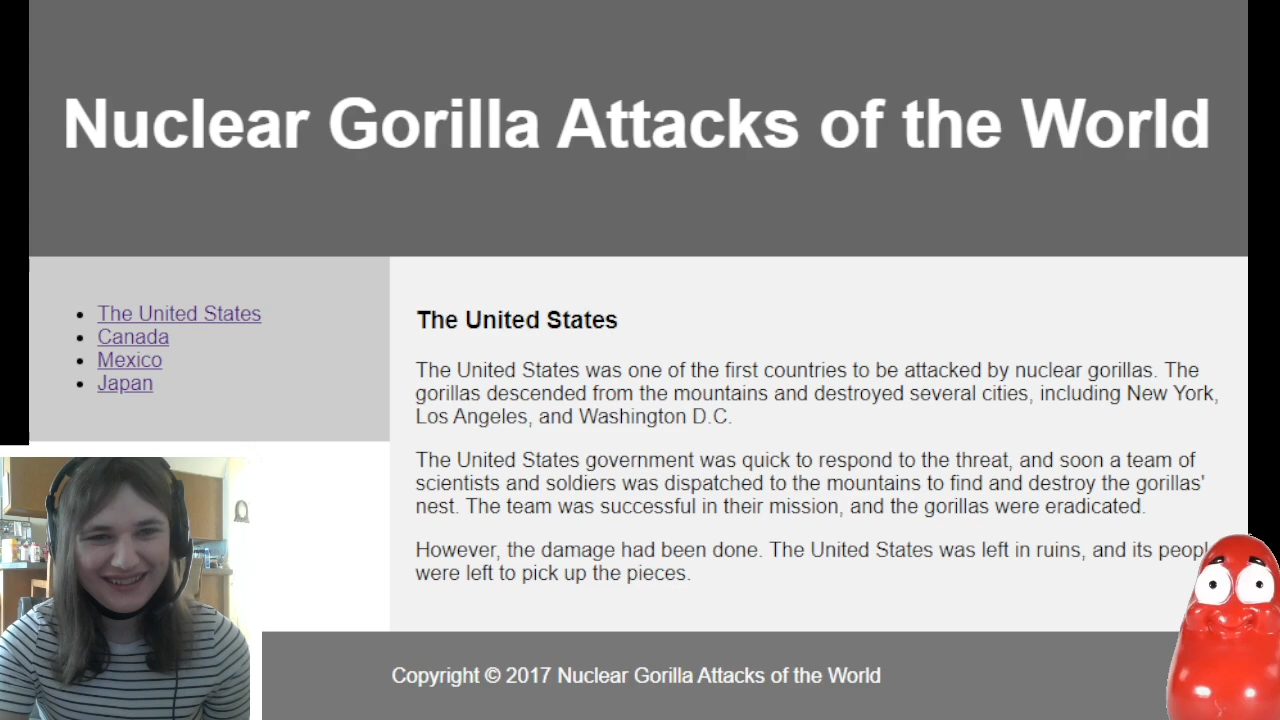 Nuclear Gorilla Attacks of the World
The United States
Canada
Mexico
Japan
The United States
The United States was one of the first countries to be attacked by nuclear gorillas. The
gorillas descended from the mountains and destroyed several cities, including New York,
Los Angeles, and Washington D.C.
The United States government was quick to respond to the threat, and soon a team of
scientists and soldiers was dispatched to the mountains to find and destroy the gorillas'
nest. The team was successful in their mission, and the gorillas were eradicated.
However, the damage had been done. The United States was left in ruins, and its peopl
were left to pick up the pieces.
Copyright © 2017 Nuclear Gorilla Attacks of the World